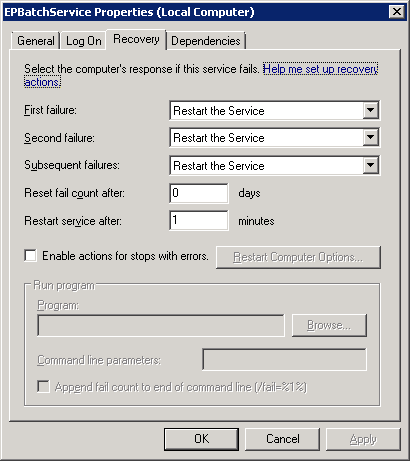 EPBatchService Properties (Local Computer)
General Log On Recovery Dependencies
Select the computer's response if this service fails. Help me set up recovery
actions.
First failure: Restart the Service
Second failure: Restart the Service
Subsequent failures: Restart the Service
Reset fail count after: 0 days
Restart service after: 1 minutes
Enable actions for stops with errors. Restart Computer Options...
Run program
Program:
Browse...
Command line parameters:
Append fail count to end of command line (/fail=%1%)
OK Cancel Apply